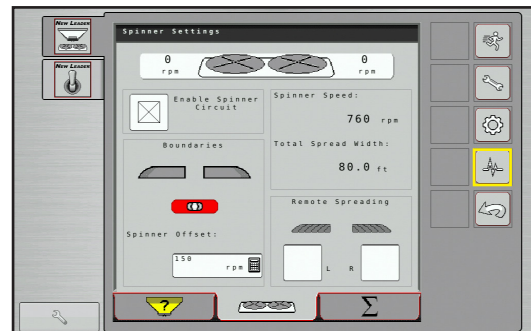 New Leader
New Leader
Spinner Settings
0
rpm
0
rpm
Enable Spinner
Circuit
Spinner Speed:
760 rpm
Boundaries
Total Spread Width:
80.0 ft
Remote Spreading
Spinner Offset:
150
rpm
L
R
?
Σ